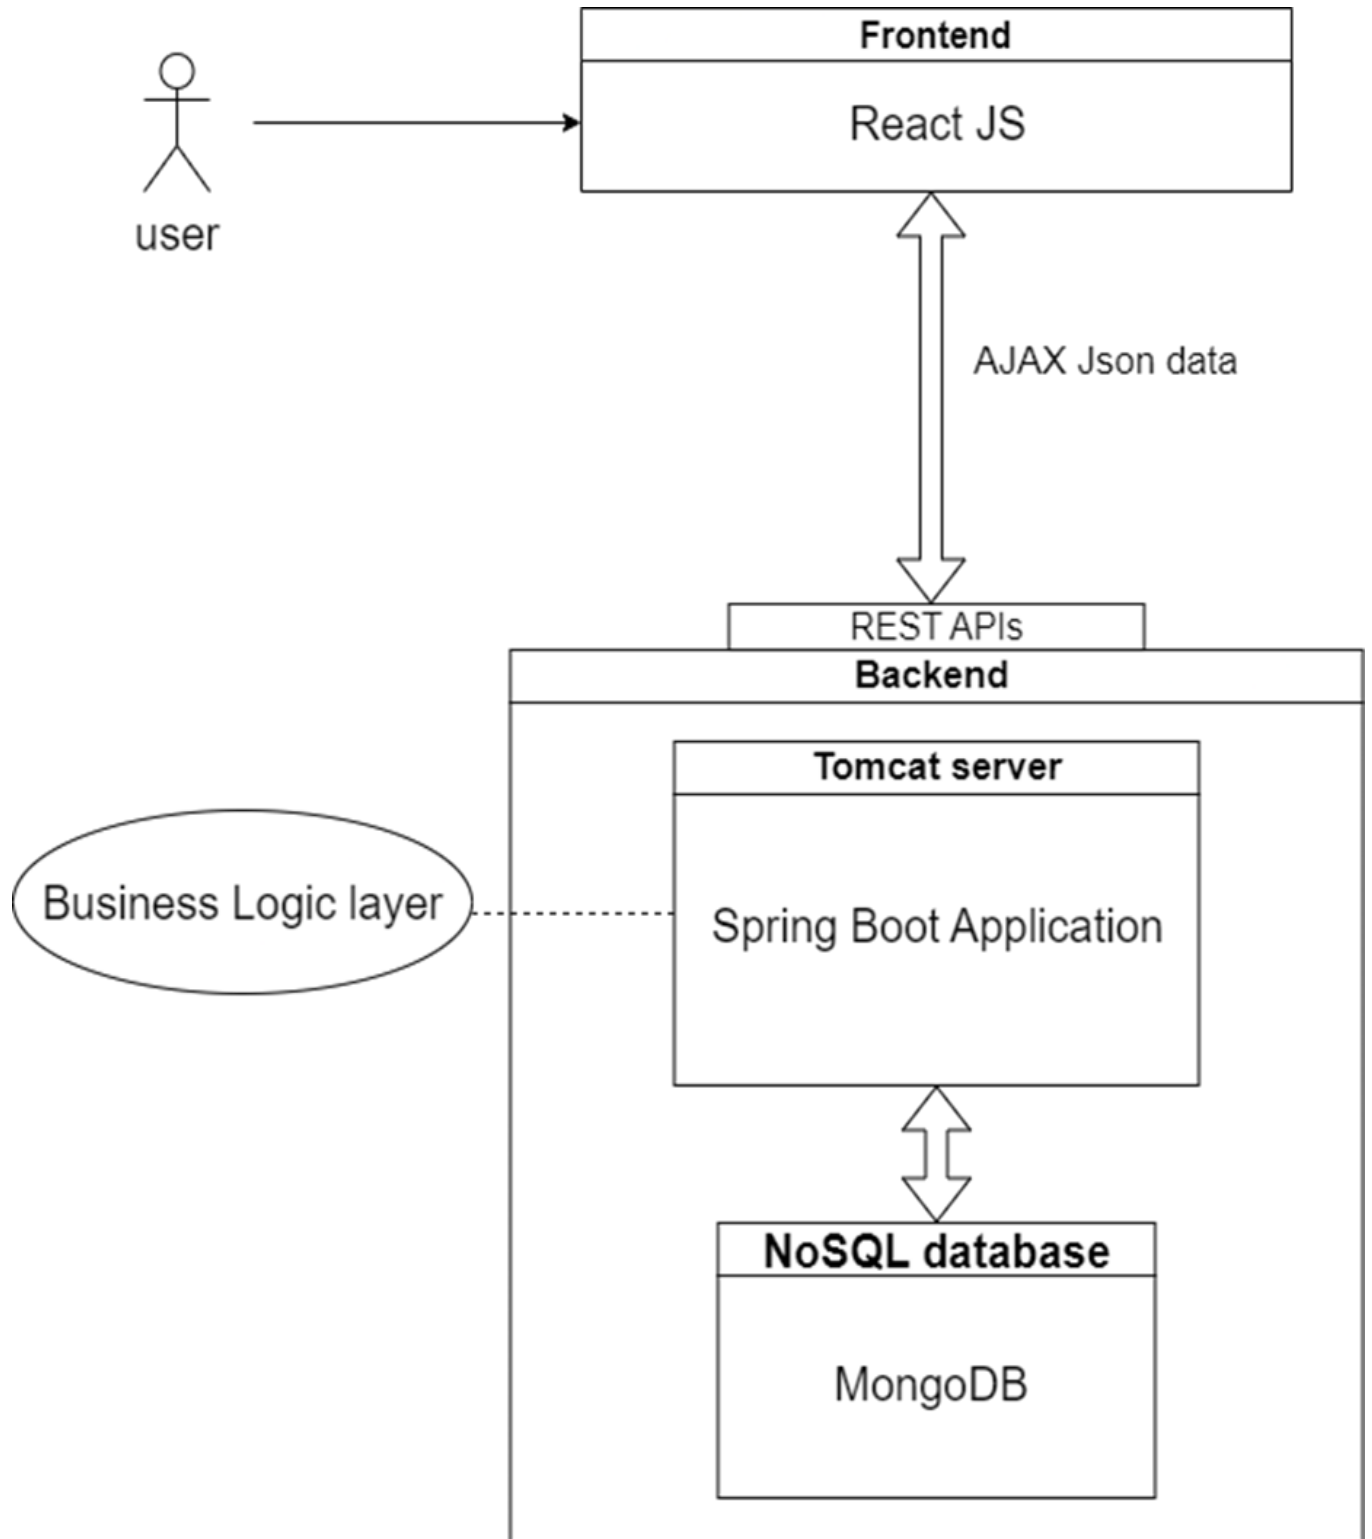 Frontend
React JS
user
AJAX Json data
REST APIs
Backend
Tomcat server
Business Logic layer
Spring Boot Application
NoSQL database
MongoDB